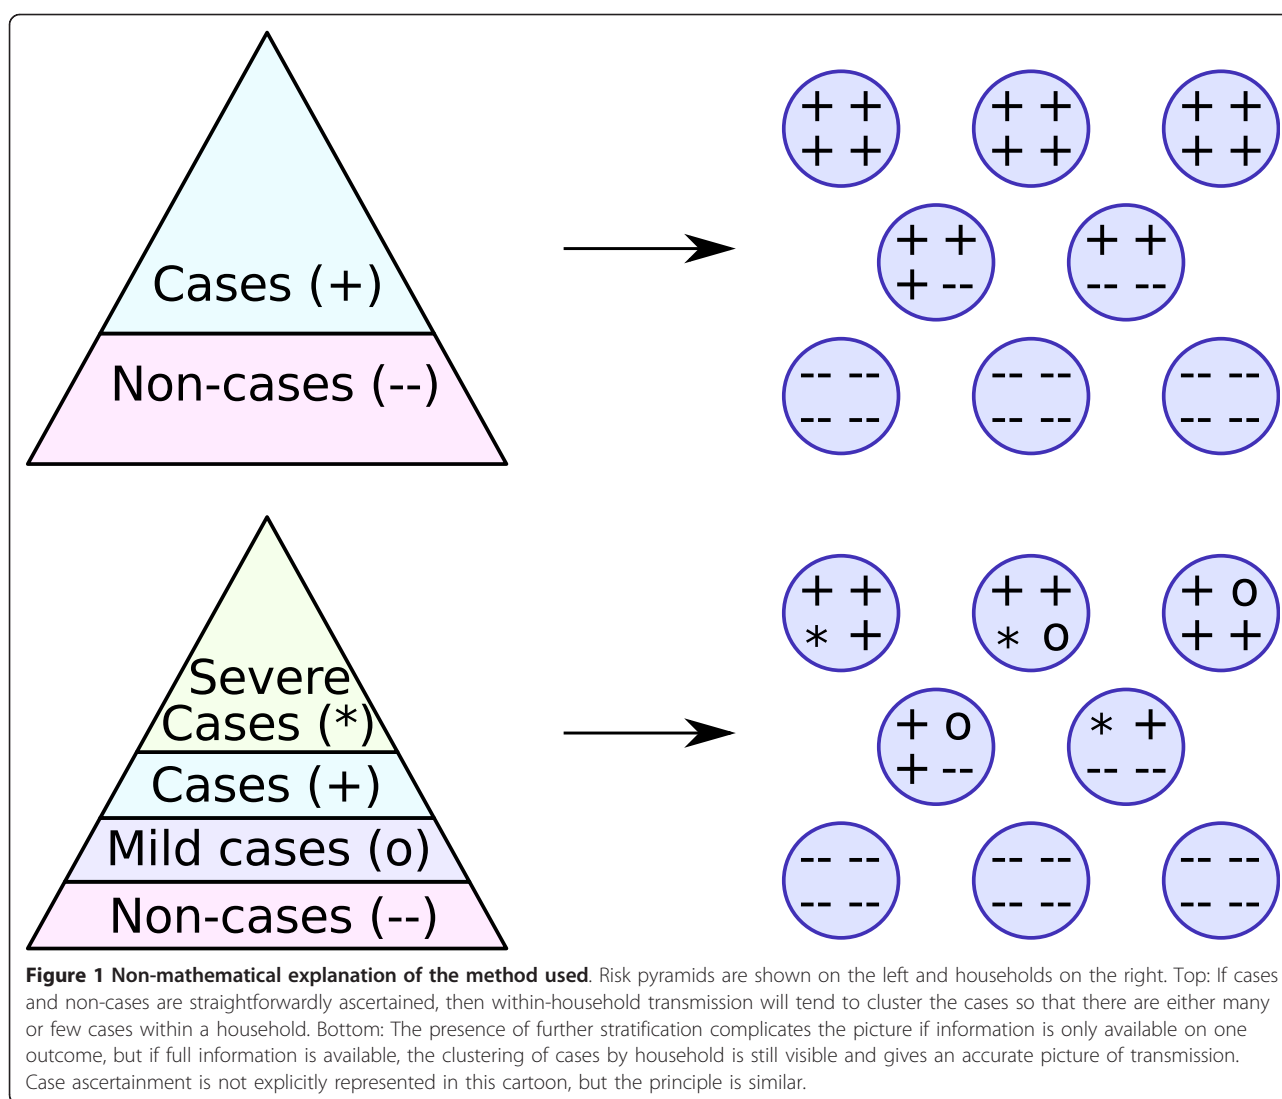 Cases (+)
Non-cases (--)
+ + + + + +
+ + + + + +
+ + + +
+ -- -- --
-- -- -- -- -- --
-- -- -- -- -- --
Severe
Cases (*)
Cases (+)
Mild cases (o)
Non-cases (--)
+ + + + + o
* + * o + +
+ o * +
+ -- -- --
-- -- -- -- -- --
-- -- -- -- -- --
Figure 1 Non-mathematical explanation of the method used. Risk pyramids are shown on the left and households on the right. Top: If cases
and non-cases are straightforwardly ascertained, then within-household transmission will tend to cluster the cases so that there are either many
or few cases within a household. Bottom: The presence of further stratification complicates the picture if information is only available on one
outcome, but if full information is available, the clustering of cases by household is still visible and gives an accurate picture of transmission.
Case ascertainment is not explicitly represented in this cartoon, but the principle is similar.